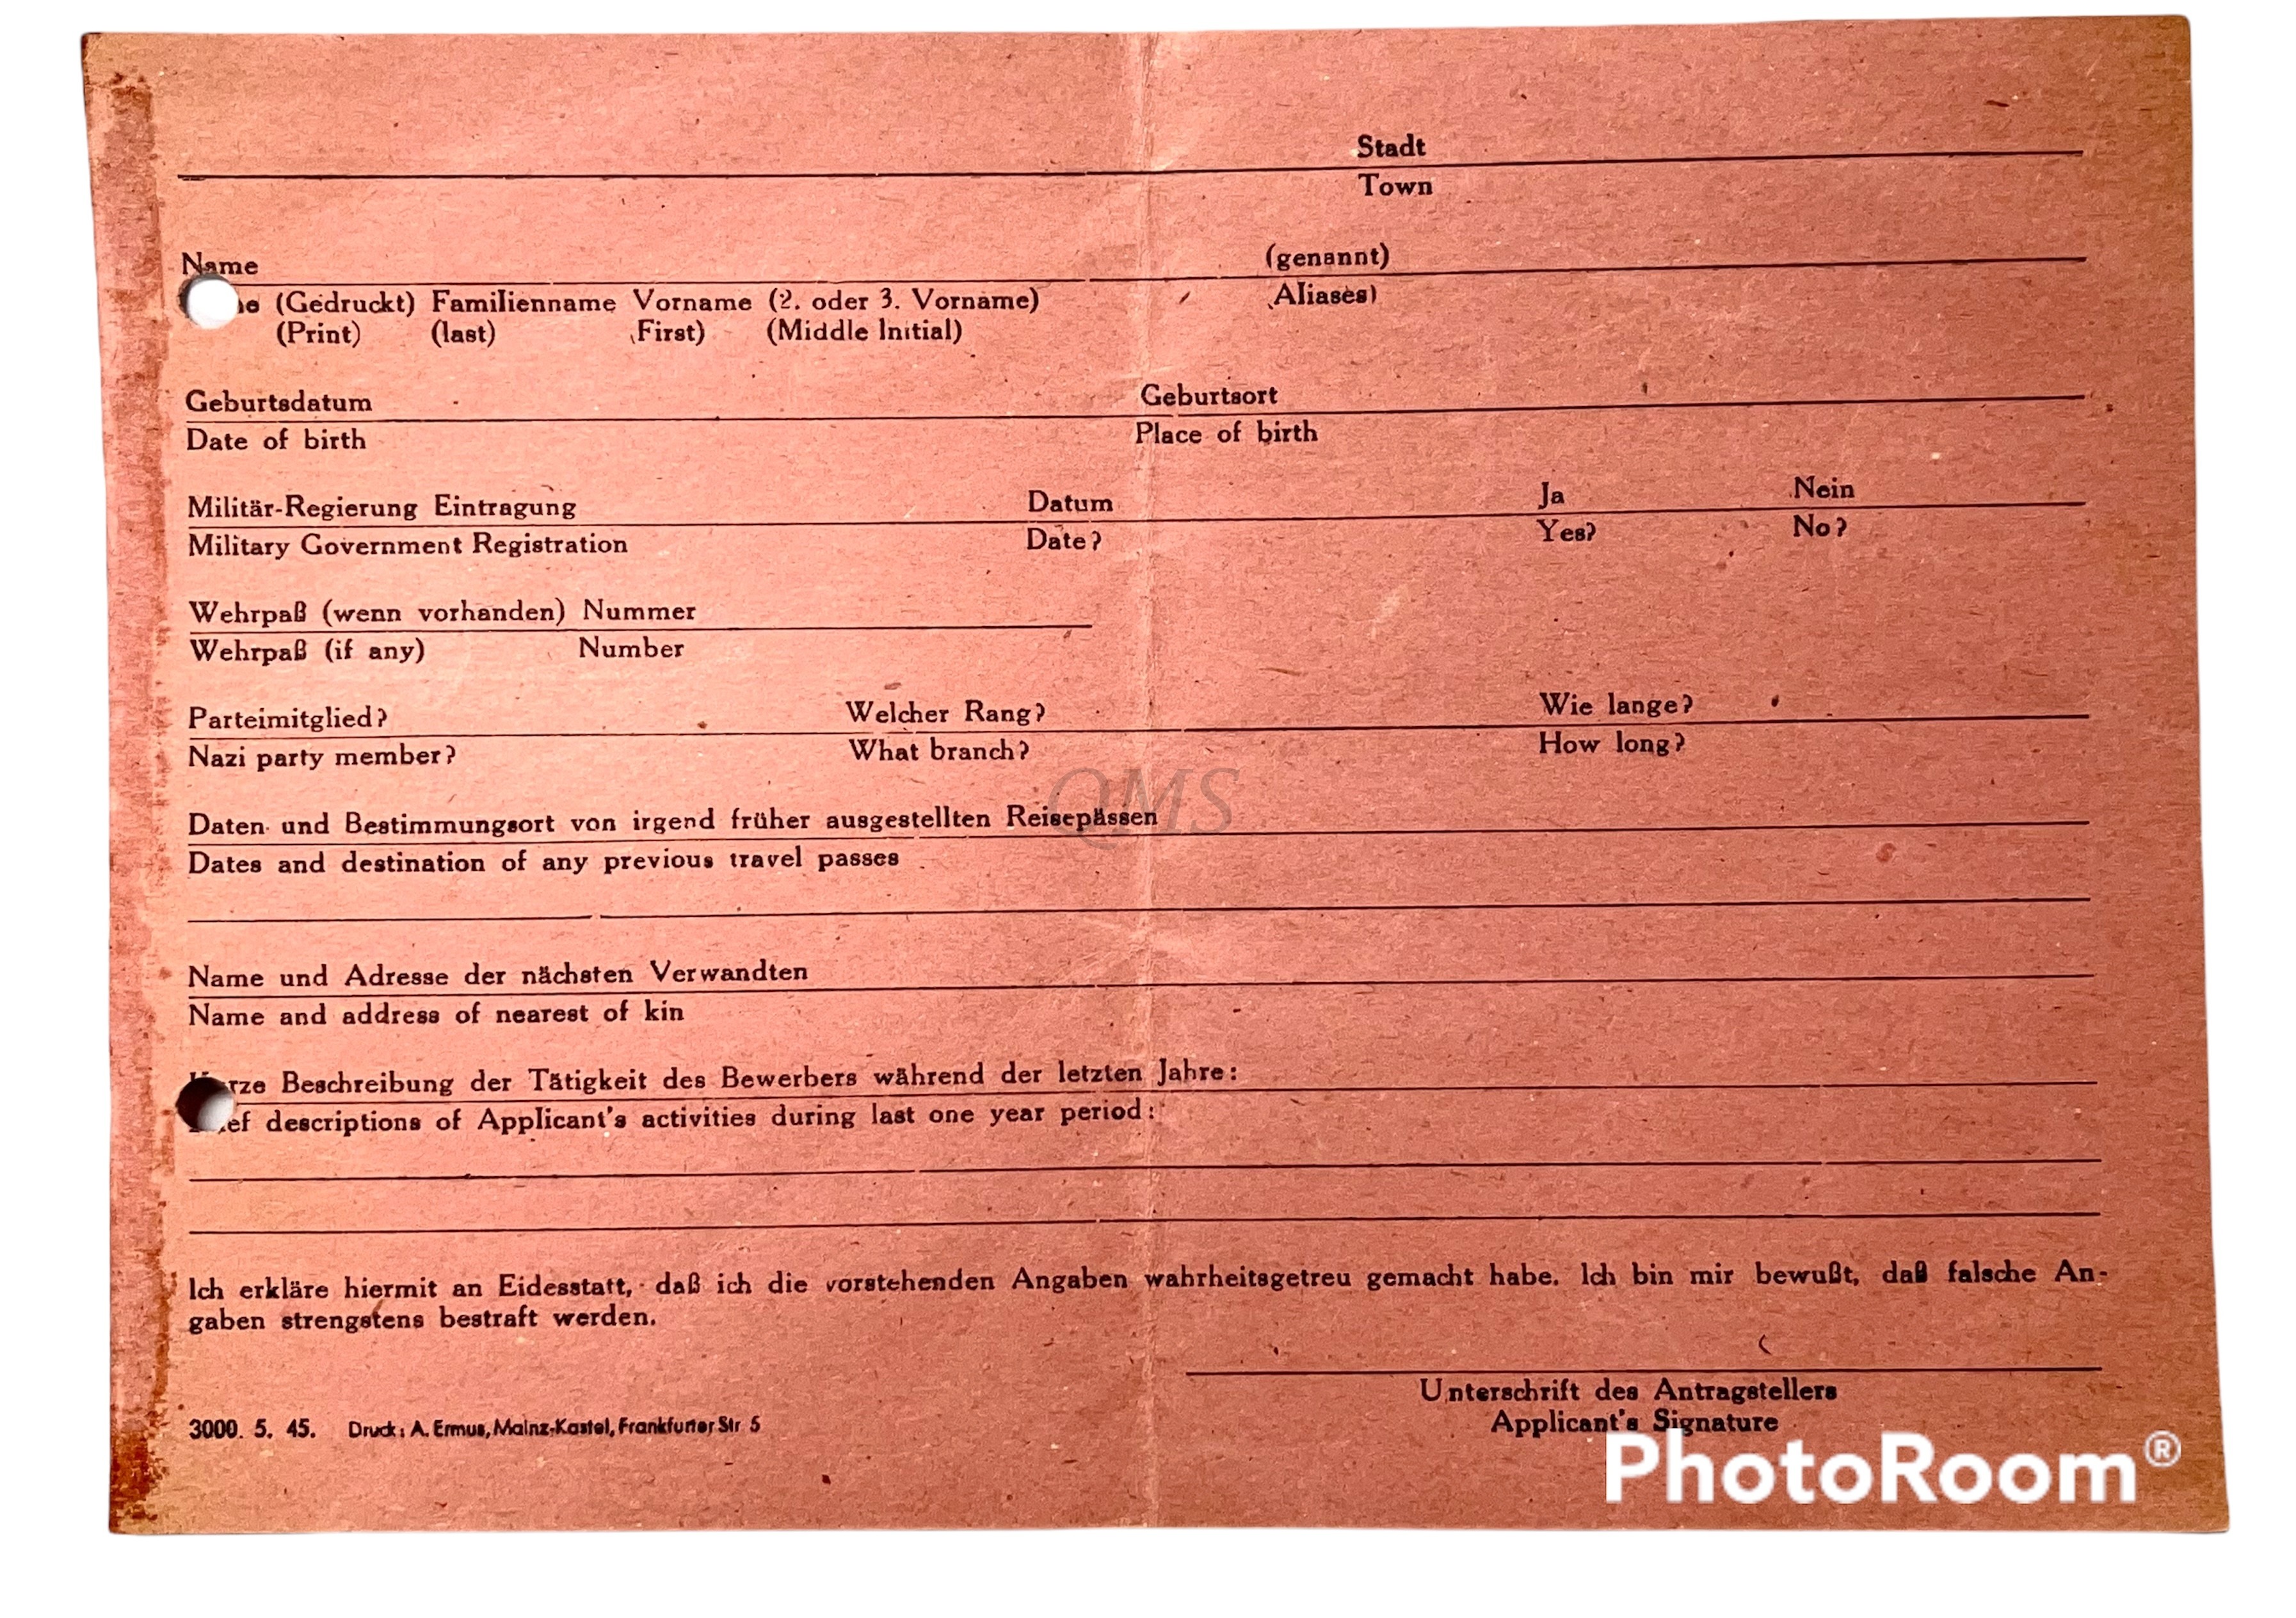 Stadt
Town
Name (genannt)
(Gedruckt) Familienname Vorname (2. oder 3. Vorname) Aliases)
(Print) (last) First) (Middle Initial)
Geburtsdatum Geburtsort
Date of birth Place of birth
Militär-Regierung Eintragung Datum Ja Nein
Military Government Registration Date? Yes? No?
Wehrpaß (wenn vorhanden) Nummer
Wehrpaß (if any) Number
Parteimitglied? Welcher Rang? Wie lange?
Nazi party member? What branch? How long?
QMS
Daten und Bestimmungsort von irgend früher ausgestellten Reisepässen
Dates and destination of any previous travel passes
Name und Adresse der nächsten Verwandten
Name and address of nearest of kin
Beschreibung der Tätigkeit des Bewerbers während der letzten Jahre:
descriptions of Applicant's activities during last one year period:
Ich erkläre hiermit an Eidesstatt, daß ich die vorstehenden Angaben wahrheitsgetreu gemacht habe. Ich bin mir bewußt, daß falsche An-
gaben strengstens bestraft werden.
Unterschrift des Antragstellers
Applicant's Signature
3000. 5. 45. Druck: A. Ermus, Mainz-Kastel, Frankfurter Str 5
PhotoRoom®